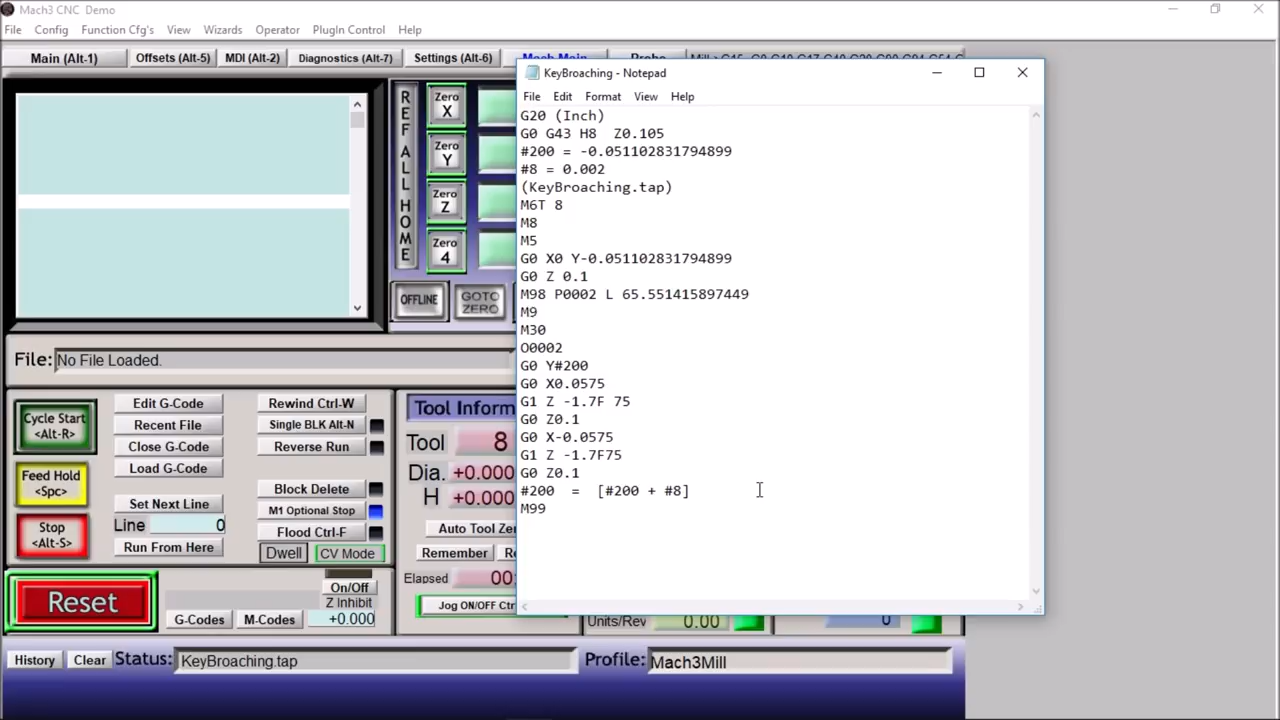 Mach3 CNC Demo
File Config Function Cfg's View Wizards Operator PlugIn Control Help
Main (Alt-1) Offsets (Alt-5) MDI (Alt-2) Diagnostics (Alt-7) Settings (Alt-6) Mach Main Probe
KeyBroaching - Notepad
File Edit Format View Help
G20 (Inch)
G0 G43 H8  Z0.105
#200 = -0.051102831794899
#8 = 0.002
(KeyBroaching.tap)
M6T 8
M8
M5
G0 X0 Y-0.051102831794899
G0 Z 0.1
M98 P0002 L 65.551415897449
M9
M30
O0002
G0 Y#200
G0 X0.0575
G1 Z -1.7F 75
G0 Z0.1
G0 X-0.0575
G1 Z -1.7F75
G0 Z0.1
#200  =  [#200 + #8]
M99
REF ALL HOME
Zero X
Zero Y
Zero Z
Zero 4
OFFLINE
GOTO ZERO
File: No File Loaded.
Cycle Start <Alt-R>
Feed Hold <Spc>
Stop <Alt-S>
Edit G-Code
Recent File
Close G-Code
Load G-Code
Set Next Line
Line 0
Run From Here
Rewind Ctrl-W
Single BLK Alt-N
Reverse Run
Block Delete
M1 Optional Stop
Flood Ctrl-F
Dwell CV Mode
Tool Inform
Tool 8
Dia. +0.000
H +0.000
Auto Tool Ze
Remember
Elapsed 00:
Jog ON/OFF Ctr
Reset
On/Off
Z Inhibit
+0.000
G-Codes M-Codes
Units/Rev 0.00
0
History Clear Status: KeyBroaching.tap Profile: Mach3Mill